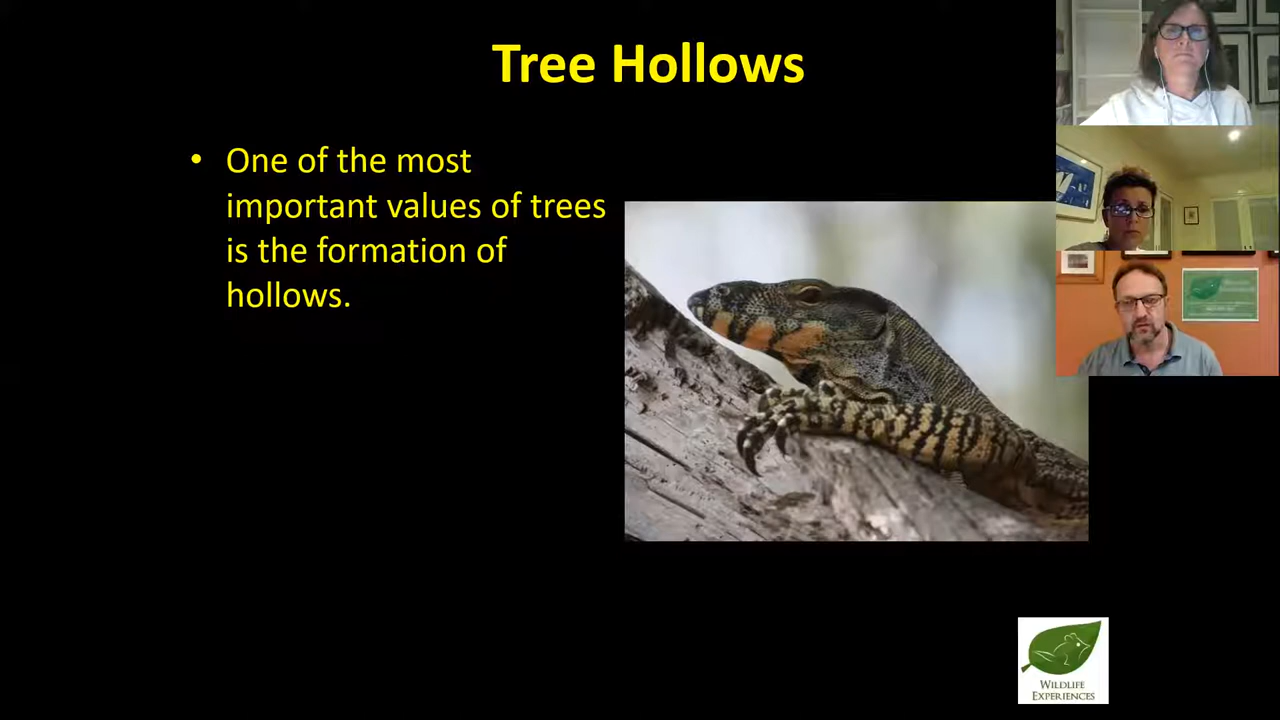 Tree Hollows
• One of the most
important values of trees
is the formation of
hollows.
WILDLIFE
EXPERIENCES